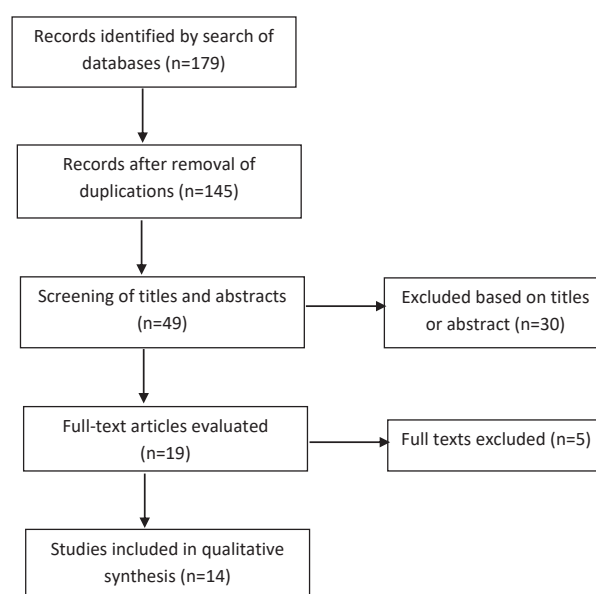 Records identified by search of
databases (n=179)
Records after removal of
duplications (n=145)
Screening of titles and abstracts
(n=49)
Excluded based on titles
or abstract (n=30)
Full-text articles evaluated
(n=19)
Full texts excluded (n=5)
Studies included in qualitative
synthesis (n=14)